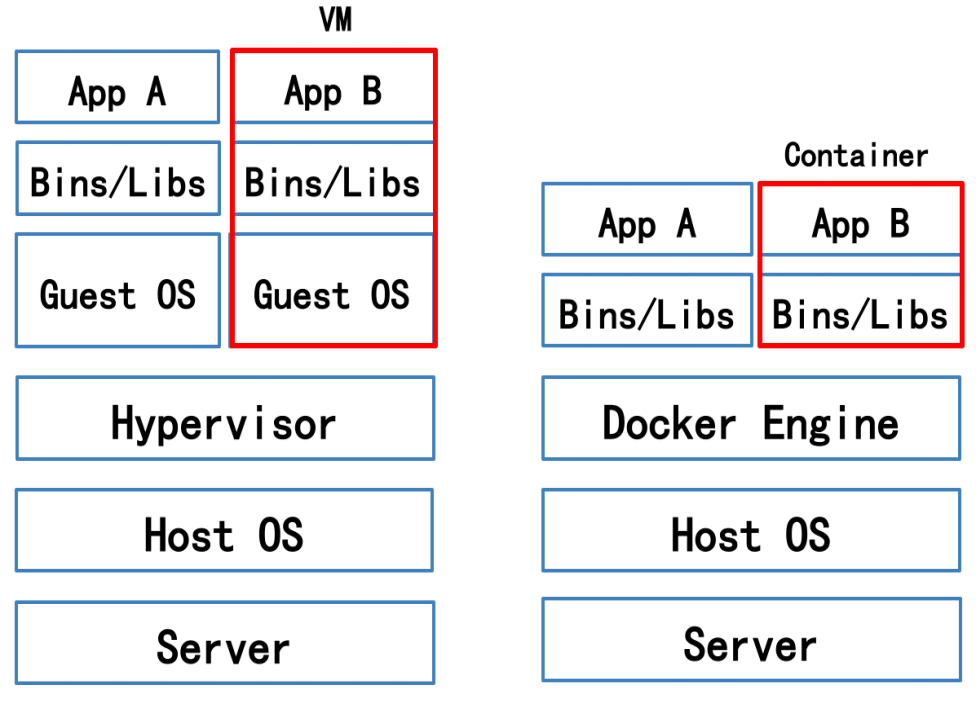 VM
App A
App B
Bins/Libs
Bins/Libs
Guest OS
Guest OS
Hypervisor
Host OS
Server
Container
App A
App B
Bins/Libs
Bins/Libs
Docker Engine
Host OS
Server